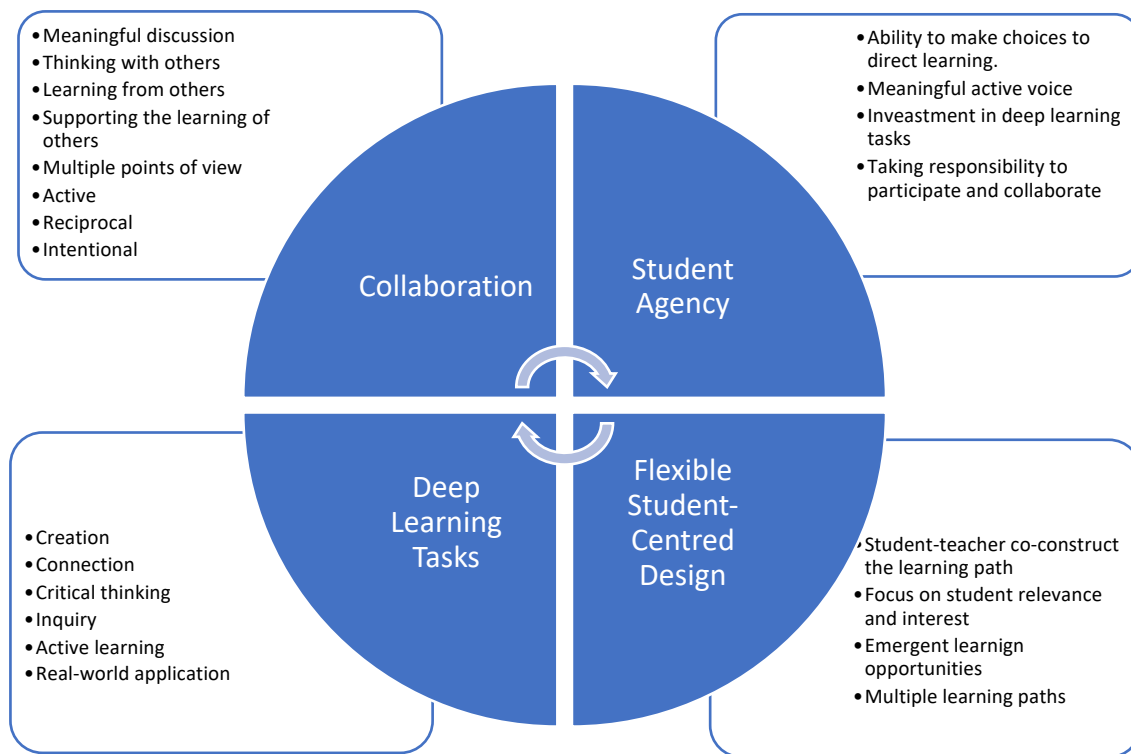 •Meaningful discussion
•Thinking with others
•Learning from others
•Supporting the learning of
others
•Multiple points of view
•Active
•Reciprocal
•Intentional
•Ability to make choices to
direct learning.
•Meaningful active voice
•Inveastment in deep learning
tasks
•Taking responsibility to
participate and collaborate
Collaboration
Student
Agency
Deep
Learning
Tasks
Flexible
Student-
Centred
Design
•Creation
•Connection
•Critical thinking
•Inquiry
•Active learning
•Real-world application
•Student-teacher co-construct
the learning path
•Focus on student relevance
and interest
•Emergent learnign
opportunities
•Multiple learning paths